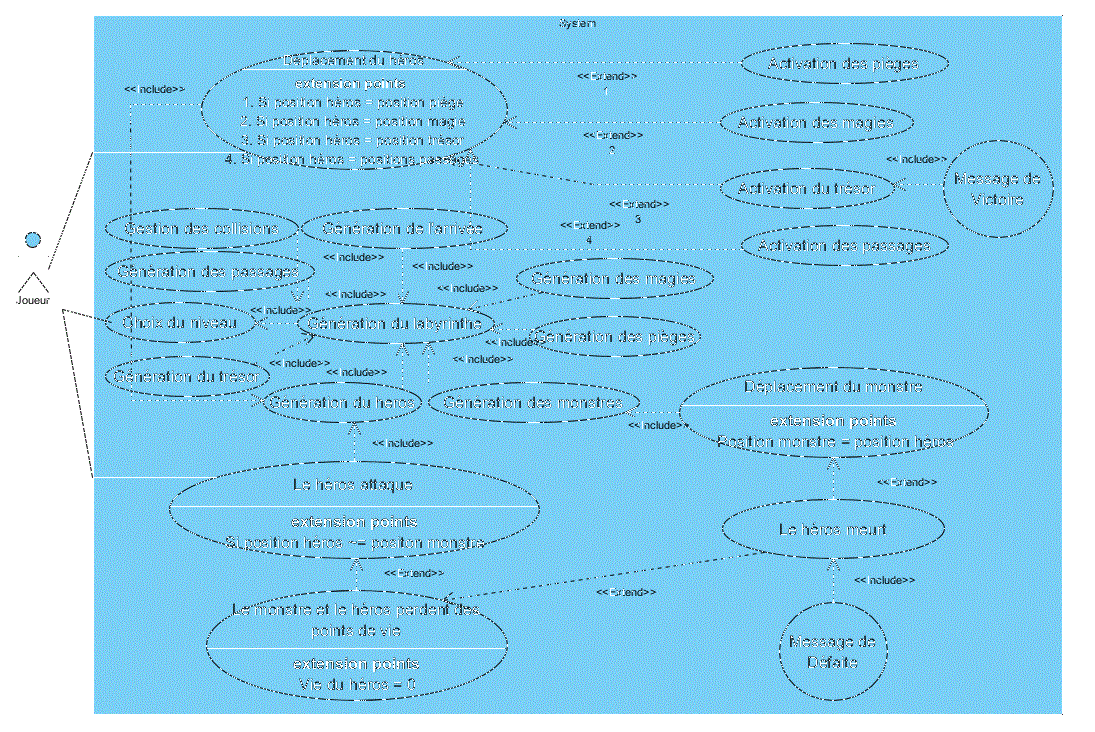 System
Déplacement du héros
extension points
1. Si position héros = position piège
2. Si position héros = position magie
3. Si position héros = position trésor
4. Si position héros = positions passages
<<Include>>
Activation des pièges
<<Extend>>
1
Activation des magies
<<Extend>>
2
<<Include>>
Activation du trésor
Message de
Victoire
<<Extend>>
3
<<Extend>>
4
Activation des passages
Joueur
Gestion des collisions
Génération de l'arrivée
Génération des passages
<<Include>>
<<Include>>
Génération des magies
<<Include>>
<<Include>>
<<Include>>
Choix du niveau
Génération du labyrinthe
<<Include>>
Génération des pièges
<<Include>>
<<Include>>
<<Include>>
Génération du trésor
Génération du héros
Génération des monstres
Déplacement du monstre
extension points
Position monstre = position héros
<<Include>>
<<Include>>
Le héros attaque
extension points
Si position héros ~= positon monstre
<<Extend>>
Le héros meurt
<<Extend>>
<<Extend>>
<<Include>>
Le monstre et le héros perdent des
points de vie
extension points
Vie du héros = 0
Message de
Défaite